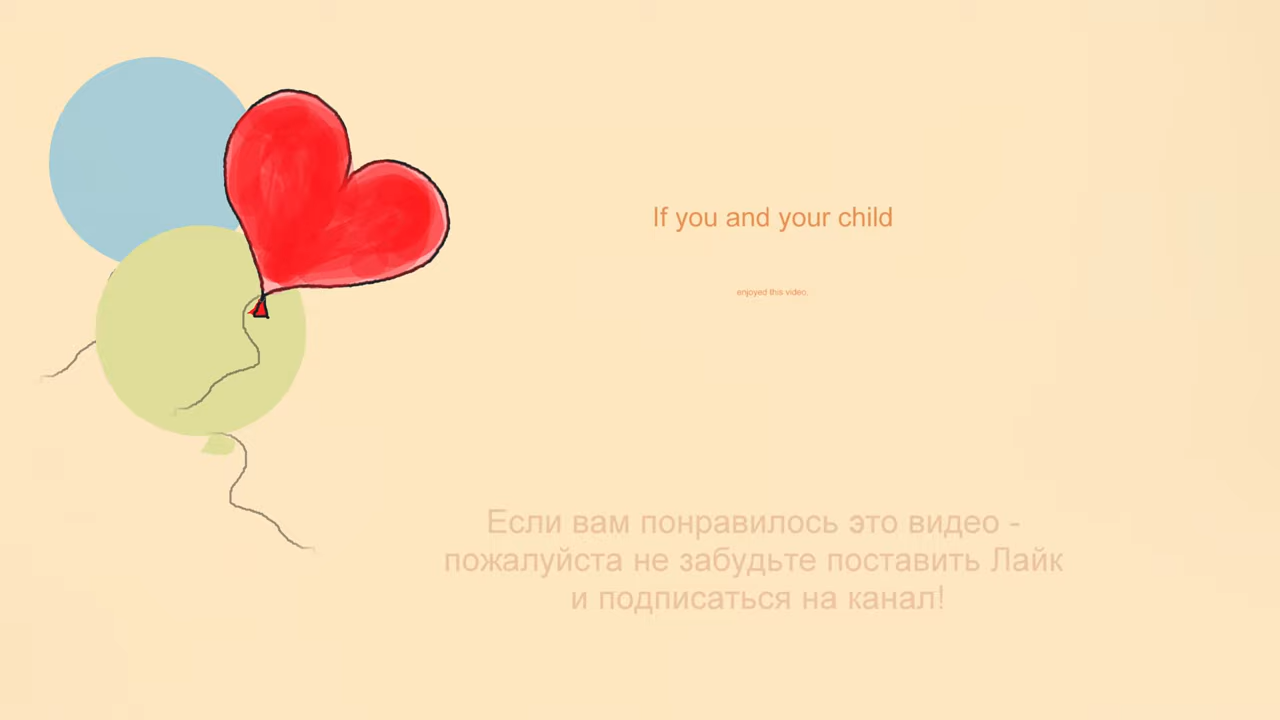 If you and your child
enjoyed this video,
Если вам понравилось это видео -
пожалуйста не забудьте поставить Лайк
и подписаться на канал!